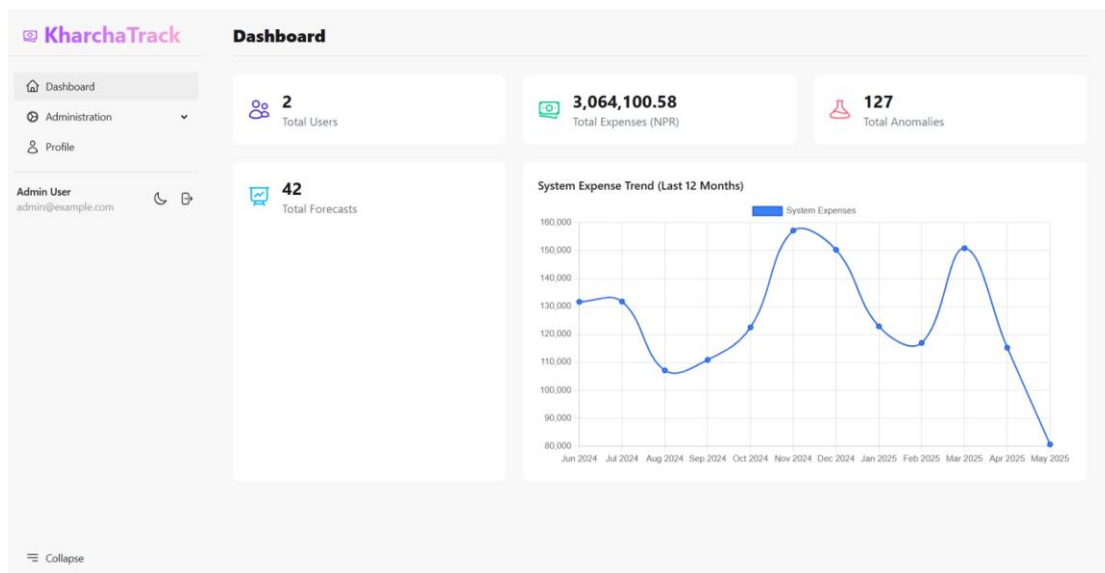 KharchaTrack
Dashboard
Administration
Profile
Admin User
admin@example.com
Collapse
Dashboard
2
Total Users
3,064,100.58
Total Expenses (NPR)
127
Total Anomalies
42
Total Forecasts
System Expense Trend (Last 12 Months)
System Expenses
160,000
150,000
140,000
130,000
120,000
110,000
100,000
90,000
80,000
Jun 2024 Jul 2024 Aug 2024 Sep 2024 Oct 2024 Nov 2024 Dec 2024 Jan 2025 Feb 2025 Mar 2025 Apr 2025 May 2025